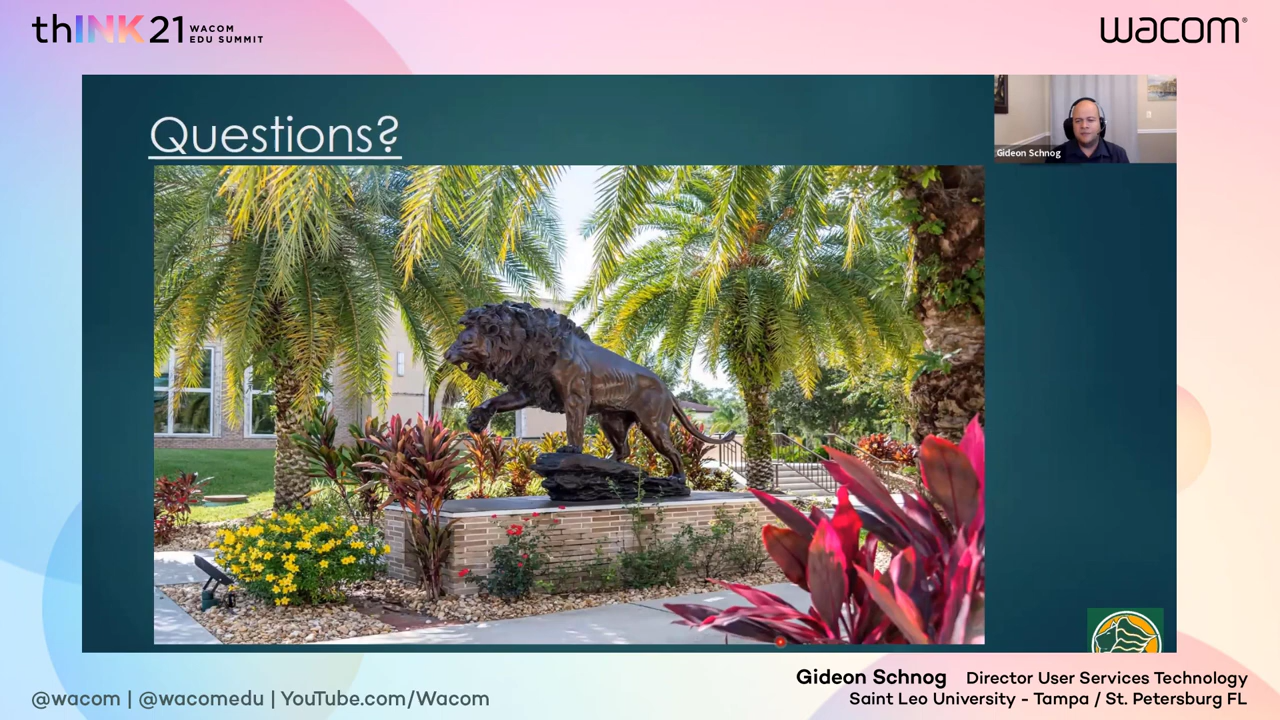 thINK21 WACOM
EDU SUMMIT
wacom®
Questions?
Gideon Schnog
Gideon Schnog Director User Services Technology
@wacom | @wacomedu | YouTube.com/Wacom
Saint Leo University - Tampa / St. Petersburg FL